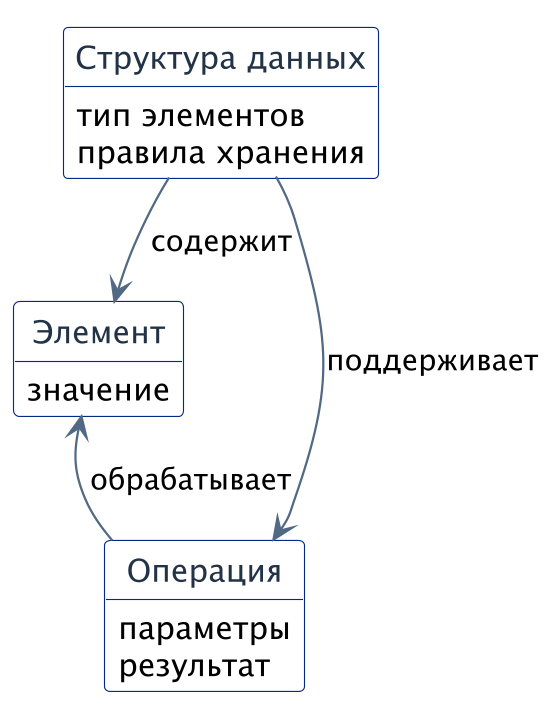 Структура данных
тип элементов
правила хранения
содержит
Элемент
значение
поддерживает
обрабатывает
Операция
параметры
результат